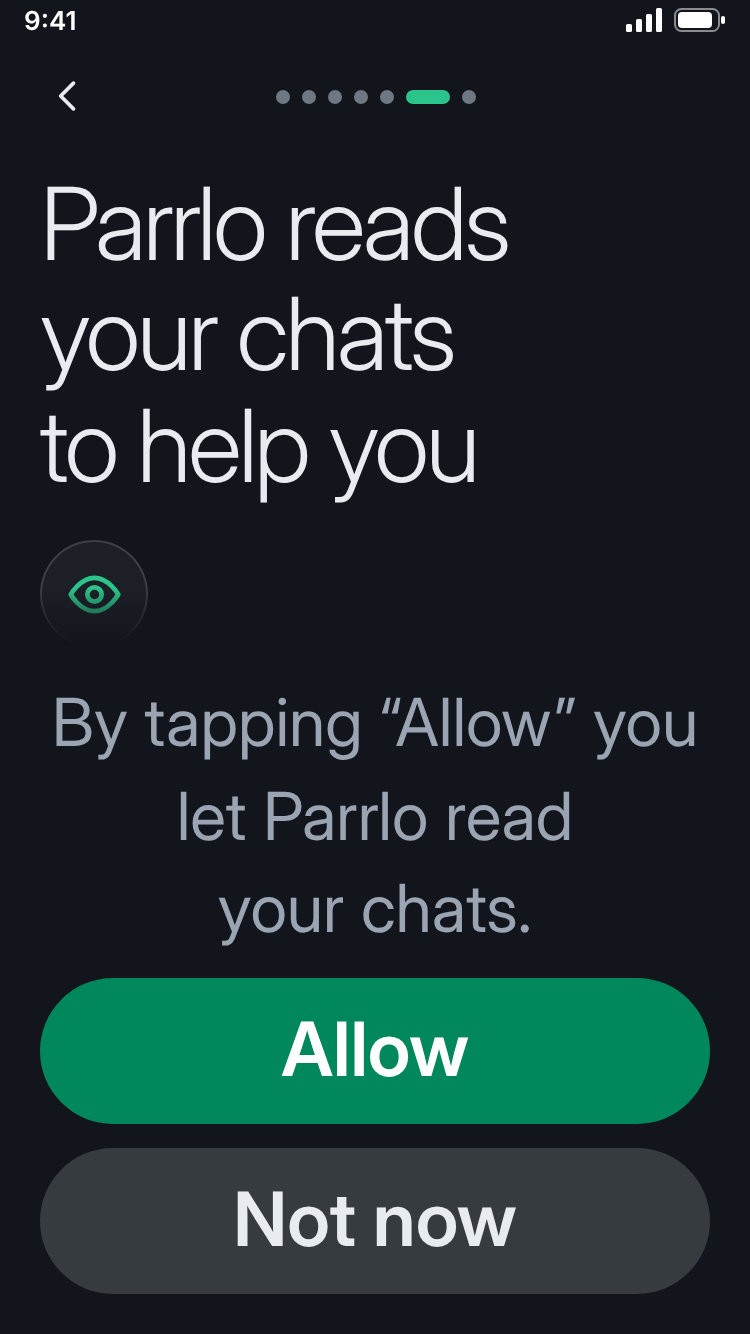 9:41
Parrlo reads
your chats
to help you
By tapping “Allow” you
let Parrlo read
your chats.
Allow
Not now